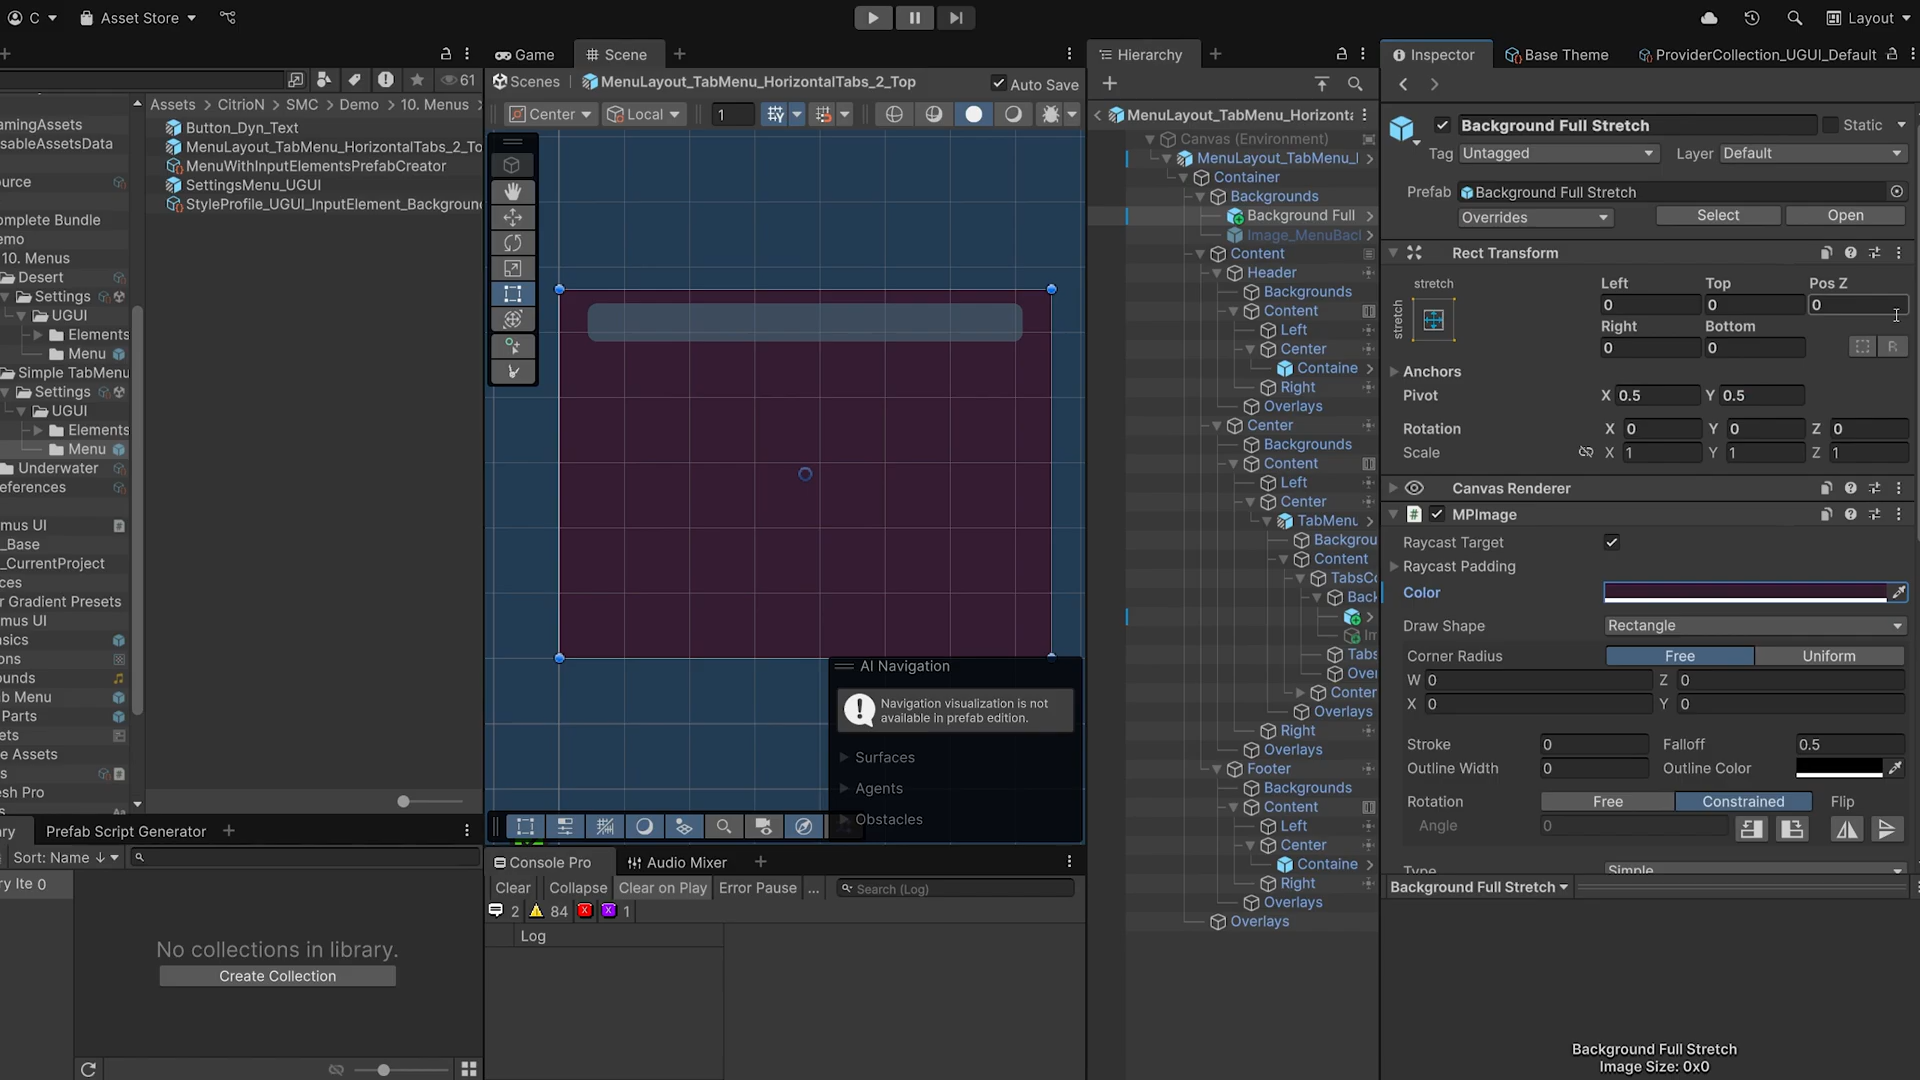 C
Asset Store
Layout
61
Assets > CitrioN > SMC > Demo > 10. Menus >
amingAssets
sableAssetsData
ource
omplete Bundle
emo
10. Menus
Desert
Settings
UGUI
Elements
Menu
Simple TabMenu
Settings
UGUI
Elements
Menu
Underwater
eferences
mus UI
_Base
_CurrentProject
ces
r Gradient Presets
mus UI
asics
ons
ounds
ab Menu
Parts
ets
e Assets
s
esh Pro
Button_Dyn_Text
MenuLayout_TabMenu_HorizontalTabs_2_To
MenuWithInputElementsPrefabCreator
SettingsMenu_UGUI
StyleProfile_UGUI_InputElement_Background
ry
Prefab Script Generator
Sort: Name
ry Ite 0
No collections in library.
Create Collection
Game
Scene
Scenes
MenuLayout_TabMenu_HorizontalTabs_2_Top
Auto Save
Center
Local
1
AI Navigation
Navigation visualization is not
available in prefab edition.
Surfaces
Agents
Obstacles
Console Pro
Audio Mixer
Clear
Collapse
Clear on Play
Error Pause
...
Search (Log)
2
84
1
Log
Hierarchy
MenuLayout_TabMenu_Horizonta
Canvas (Environment)
MenuLayout_TabMenu_
Container
Backgrounds
Background Full
Image_MenuBac
Content
Header
Backgrounds
Content
Left
Center
Containe
Right
Overlays
Center
Backgrounds
Content
Left
Center
TabMenu
Backgrou
Content
TabsCo
Back
Im
Tabs
Over
Conter
Overlays
Right
Overlays
Footer
Backgrounds
Content
Left
Center
Containe
Right
Overlays
Overlays
Inspector
Base Theme
ProviderCollection_UGUI_Default
Background Full Stretch
Static
Tag Untagged
Layer Default
Prefab Background Full Stretch
Overrides
Select
Open
Rect Transform
stretch
stretch
Left Top Pos Z
0 0 0
Right Bottom
0 0
R
Anchors
Pivot X 0.5 Y 0.5
Rotation X 0 Y 0 Z 0
Scale X 1 Y 1 Z 1
Canvas Renderer
MPImage
Raycast Target
Raycast Padding
Color
Draw Shape Rectangle
Corner Radius Free Uniform
W 0 Z 0
X 0 Y 0
Stroke 0 Falloff 0.5
Outline Width 0 Outline Color
Rotation Free Constrained Flip
Angle 0
Type Simple
Background Full Stretch
Background Full Stretch
Image Size: 0x0